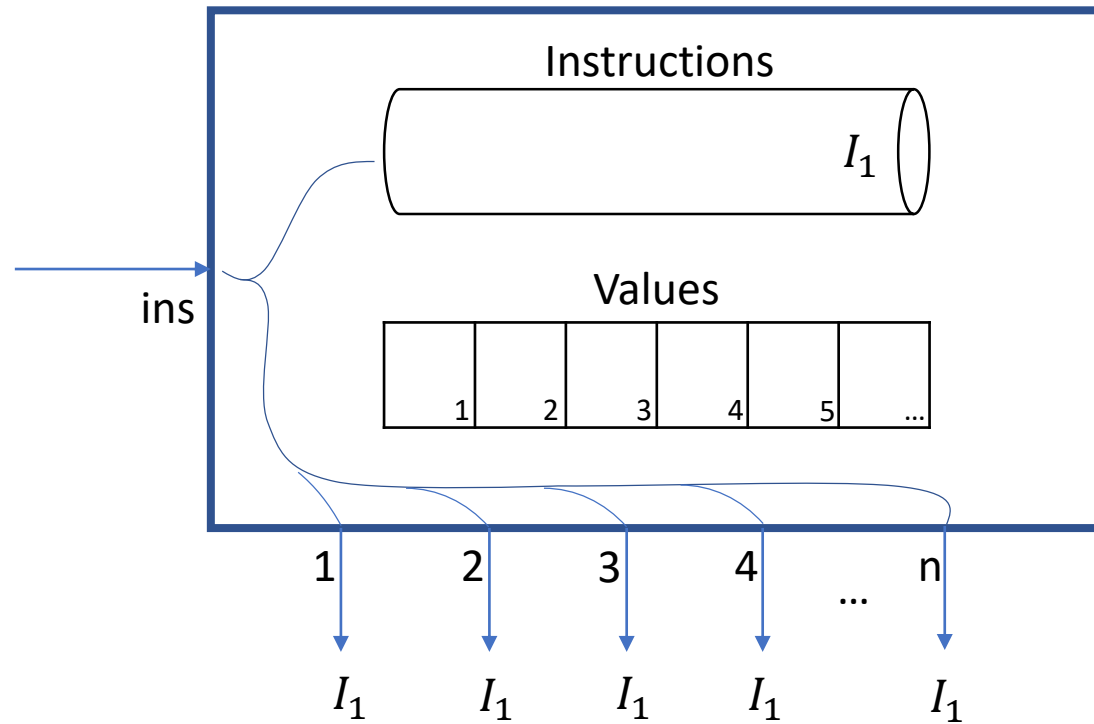 Instructions
I₁
ins
Values
1 2 3 4 5 ...
1 2 3 4 ... n
I₁ I₁ I₁ I₁ I₁